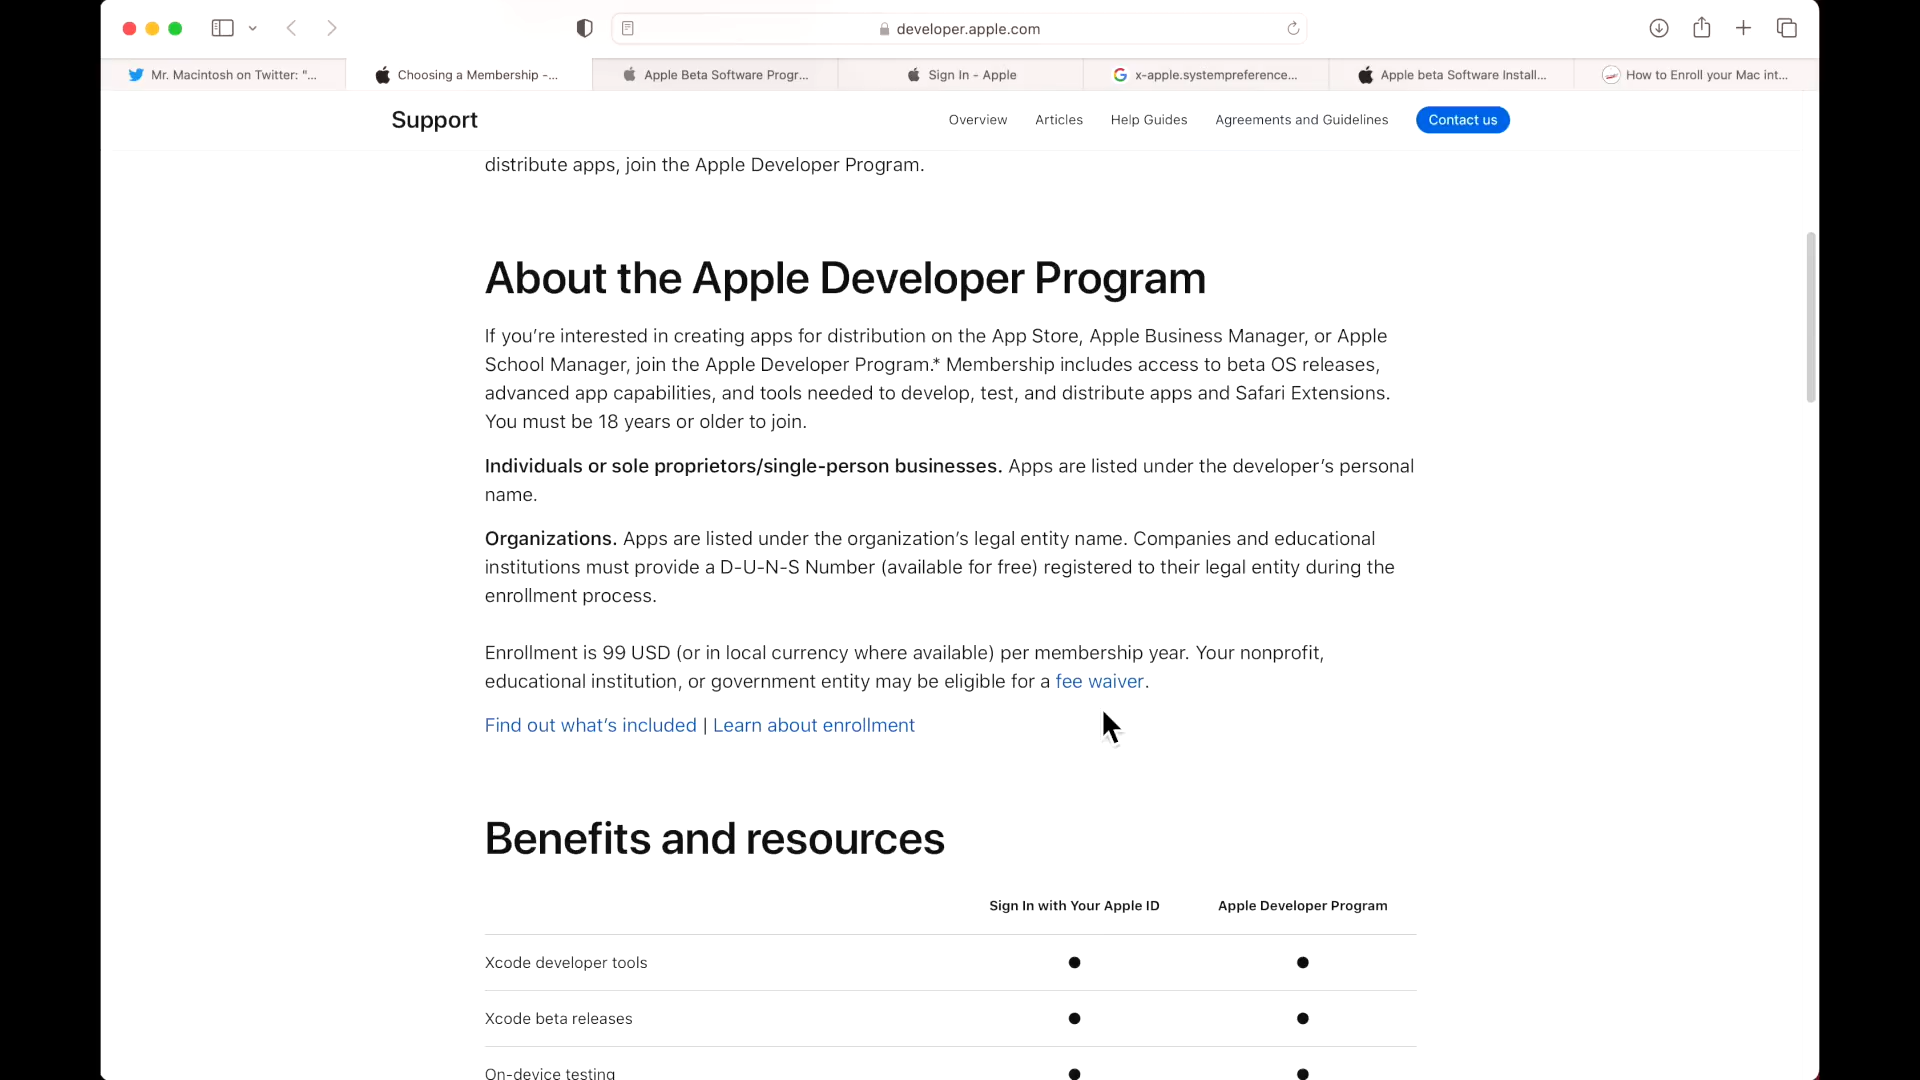 developer.apple.com
Mr. Macintosh on Twitter: "...
Choosing a Membership -...
Apple Beta Software Progr...
Sign In - Apple
x-apple.systempreference...
Apple beta Software Install...
How to Enroll your Mac int...
Support
Overview
Articles
Help Guides
Agreements and Guidelines
Contact us
distribute apps, join the Apple Developer Program.
About the Apple Developer Program
If you’re interested in creating apps for distribution on the App Store, Apple Business Manager, or Apple
School Manager, join the Apple Developer Program.* Membership includes access to beta OS releases,
advanced app capabilities, and tools needed to develop, test, and distribute apps and Safari Extensions.
You must be 18 years or older to join.
Individuals or sole proprietors/single-person businesses. Apps are listed under the developer’s personal
name.
Organizations. Apps are listed under the organization’s legal entity name. Companies and educational
institutions must provide a D-U-N-S Number (available for free) registered to their legal entity during the
enrollment process.
Enrollment is 99 USD (or in local currency where available) per membership year. Your nonprofit,
educational institution, or government entity may be eligible for a fee waiver.
Find out what’s included | Learn about enrollment
Benefits and resources
Sign In with Your Apple ID
Apple Developer Program
Xcode developer tools
Xcode beta releases
On-device testing